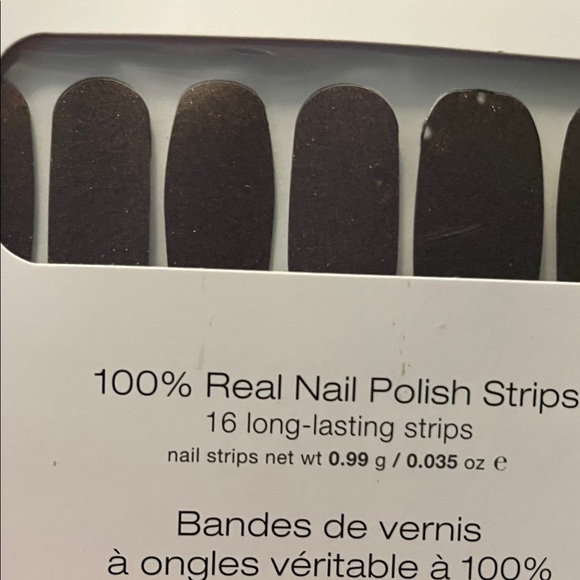 100% Real Nail Polish Strips
16 long-lasting strips
nail strips net wt 0.99 g / 0.035 oz ℮
Bandes de vernis
à ongles véritable à 100%